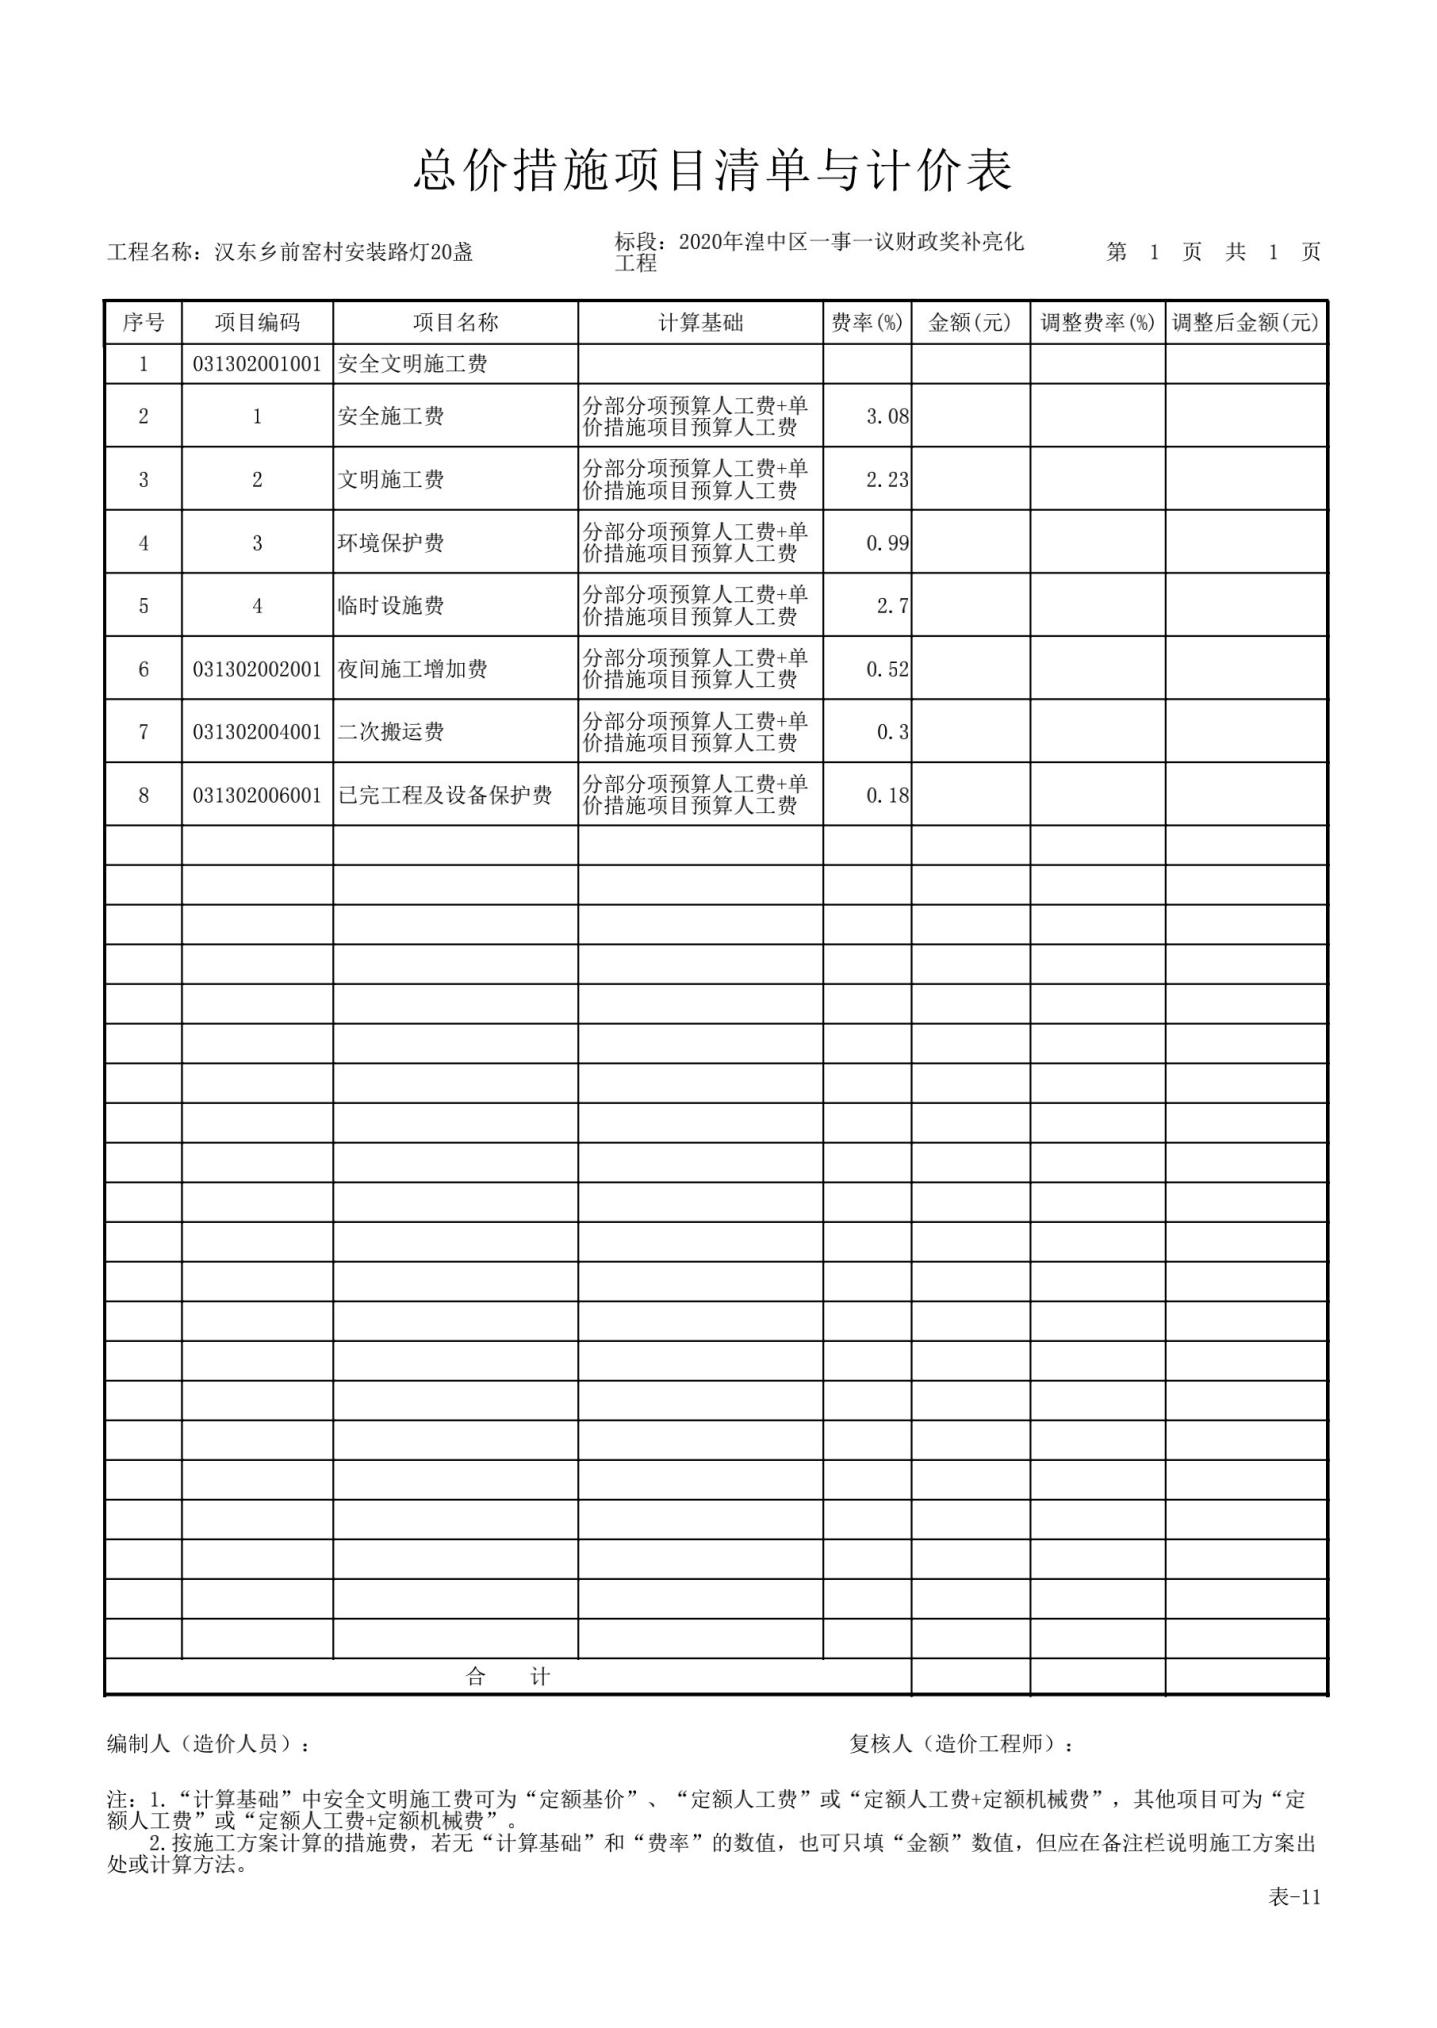 总价措施项目清单与计价表
工程名称：汉东乡前窑村安装路灯20盏
标段：2020年湟中区一事一议财政奖补亮化
工程
第 1 页 共 1 页
序号 项目编码 项目名称 计算基础 费率(%) 金额(元) 调整费率(%) 调整后金额(元)
1 031302001001 安全文明施工费
2 1 安全施工费 分部分项预算人工费+单
价措施项目预算人工费 3.08
3 2 文明施工费 分部分项预算人工费+单
价措施项目预算人工费 2.23
4 3 环境保护费 分部分项预算人工费+单
价措施项目预算人工费 0.99
5 4 临时设施费 分部分项预算人工费+单
价措施项目预算人工费 2.7
6 031302002001 夜间施工增加费 分部分项预算人工费+单
价措施项目预算人工费 0.52
7 031302004001 二次搬运费 分部分项预算人工费+单
价措施项目预算人工费 0.3
8 031302006001 已完工程及设备保护费 分部分项预算人工费+单
价措施项目预算人工费 0.18
合 计
编制人（造价人员）： 复核人（造价工程师）：
注：1.“计算基础”中安全文明施工费可为“定额基价”、“定额人工费”或“定额人工费+定额机械费”，其他项目可为“定
额人工费”或“定额人工费+定额机械费”。
2.按施工方案计算的措施费，若无“计算基础”和“费率”的数值，也可只填“金额”数值，但应在备注栏说明施工方案出
处或计算方法。
表-11